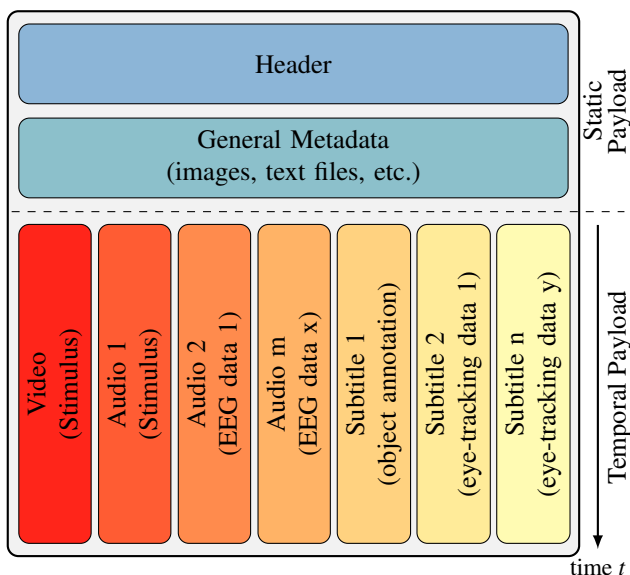 Header
General Metadata
(images, text files, etc.)
Static
Payload
Video
(Stimulus)
Audio 1
(Stimulus)
Audio 2
(EEG data 1)
Audio m
(EEG data x)
Subtitle 1
(object annotation)
Subtitle 2
(eye-tracking data 1)
Subtitle n
(eye-tracking data y)
Temporal Payload
time t